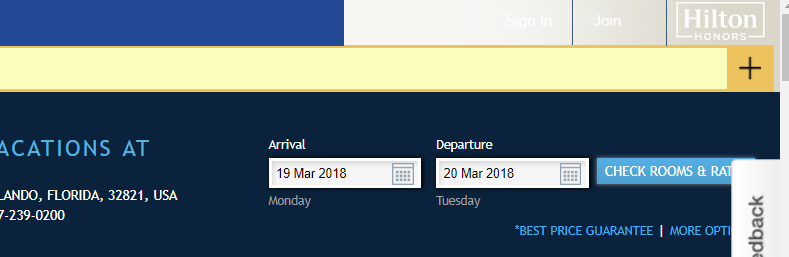 Sign In Join Hilton
HONORS
+
ACATIONS AT
Arrival Departure
19 Mar 2018 20 Mar 2018 CHECK ROOMS & RAT
Monday Tuesday
LANDO, FLORIDA, 32821, USA
7-239-0200
*BEST PRICE GUARANTEE | MORE OPTI
edback